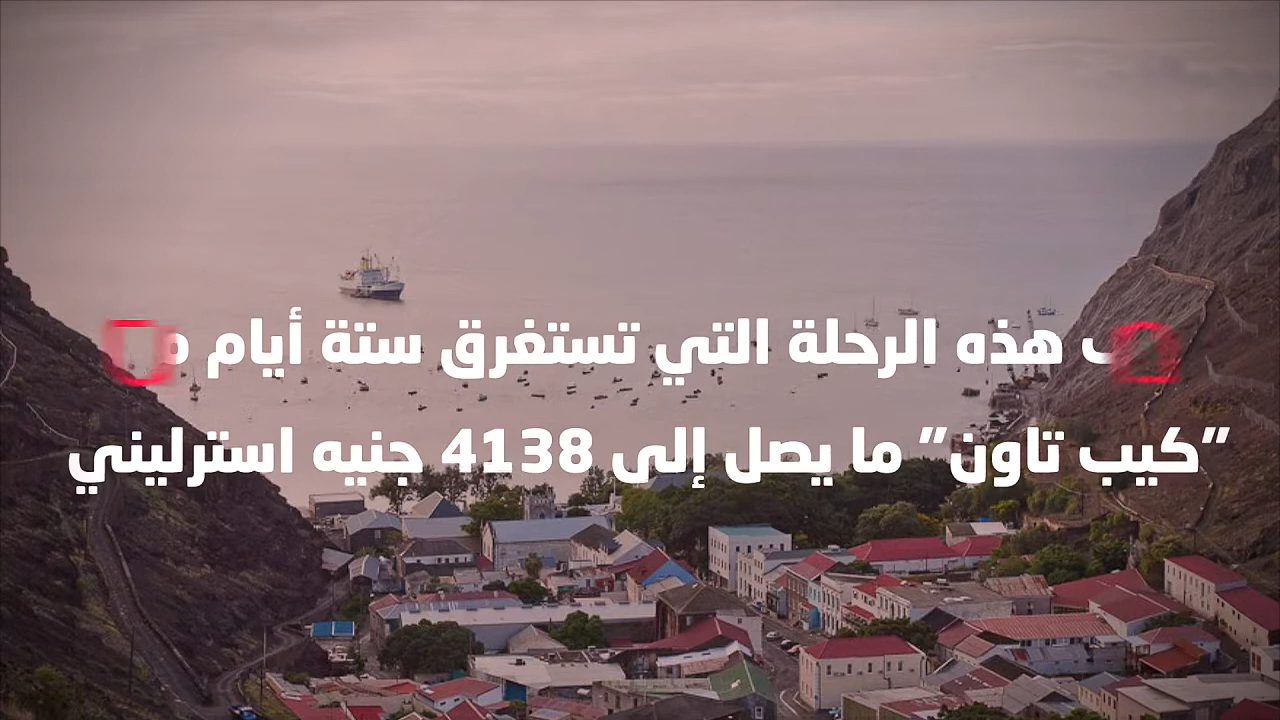 هذه الرحلة التي تستغرق ستة أيام
"كيب تاون" ما يصل إلى 4138 جنيه استرليني